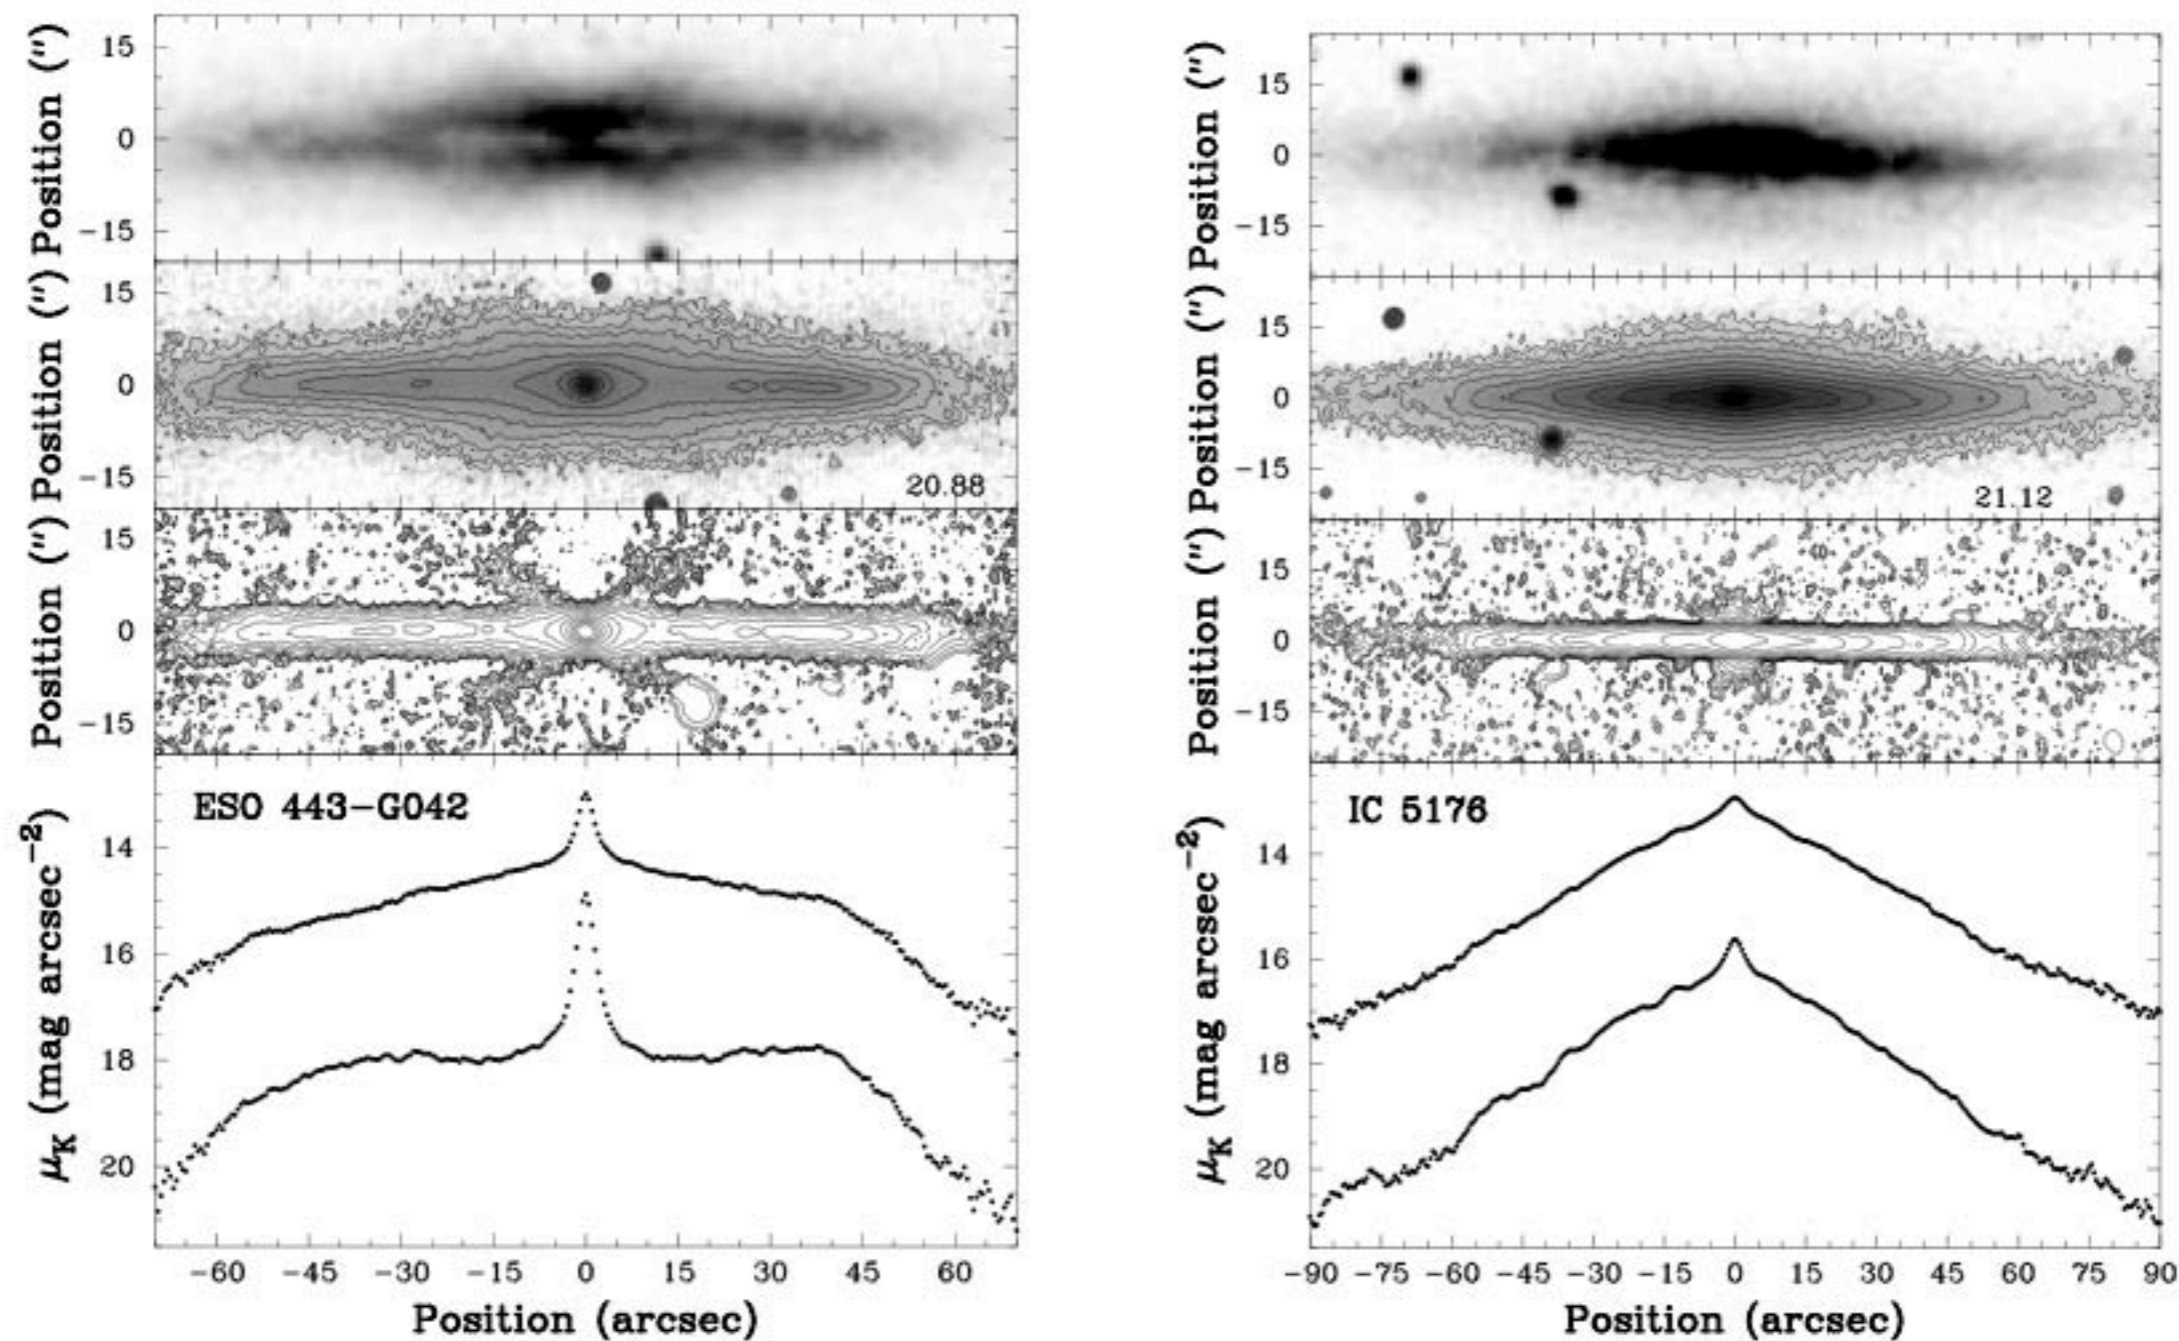 Position (″)
15
0
−15
Position (″)
15
0
−15
20.88
Position (″)
15
0
−15
ESO 443−G042
μK (mag arcsec−2)
14
16
18
20
−60 −45 −30 −15 0 15 30 45 60
Position (arcsec)
Position (″)
15
0
−15
Position (″)
15
0
−15
21.12
Position (″)
15
0
−15
IC 5176
μK (mag arcsec−2)
14
16
18
20
−90 −75 −60 −45 −30 −15 0 15 30 45 60 75 90
Position (arcsec)